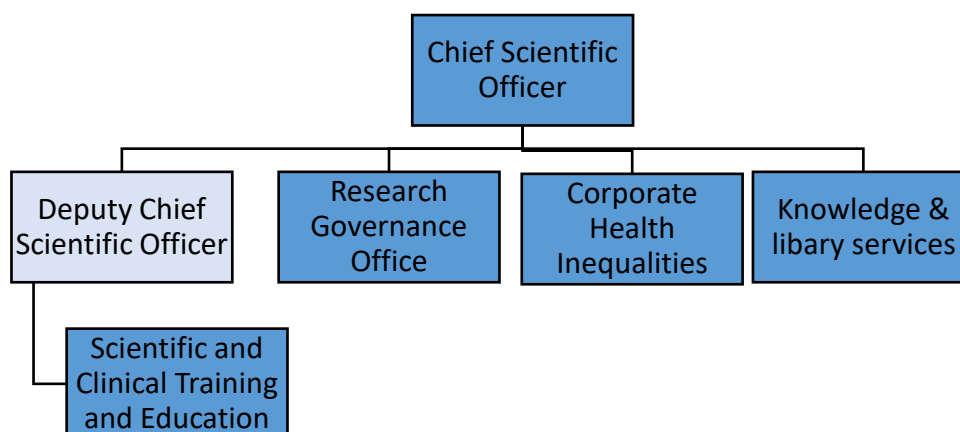 Chief Scientific
Officer
Deputy Chief
Scientific Officer
Research
Governance
Office
Corporate
Health
Inequalities
Knowledge &
libary services
Scientific and
Clinical Training
and Education